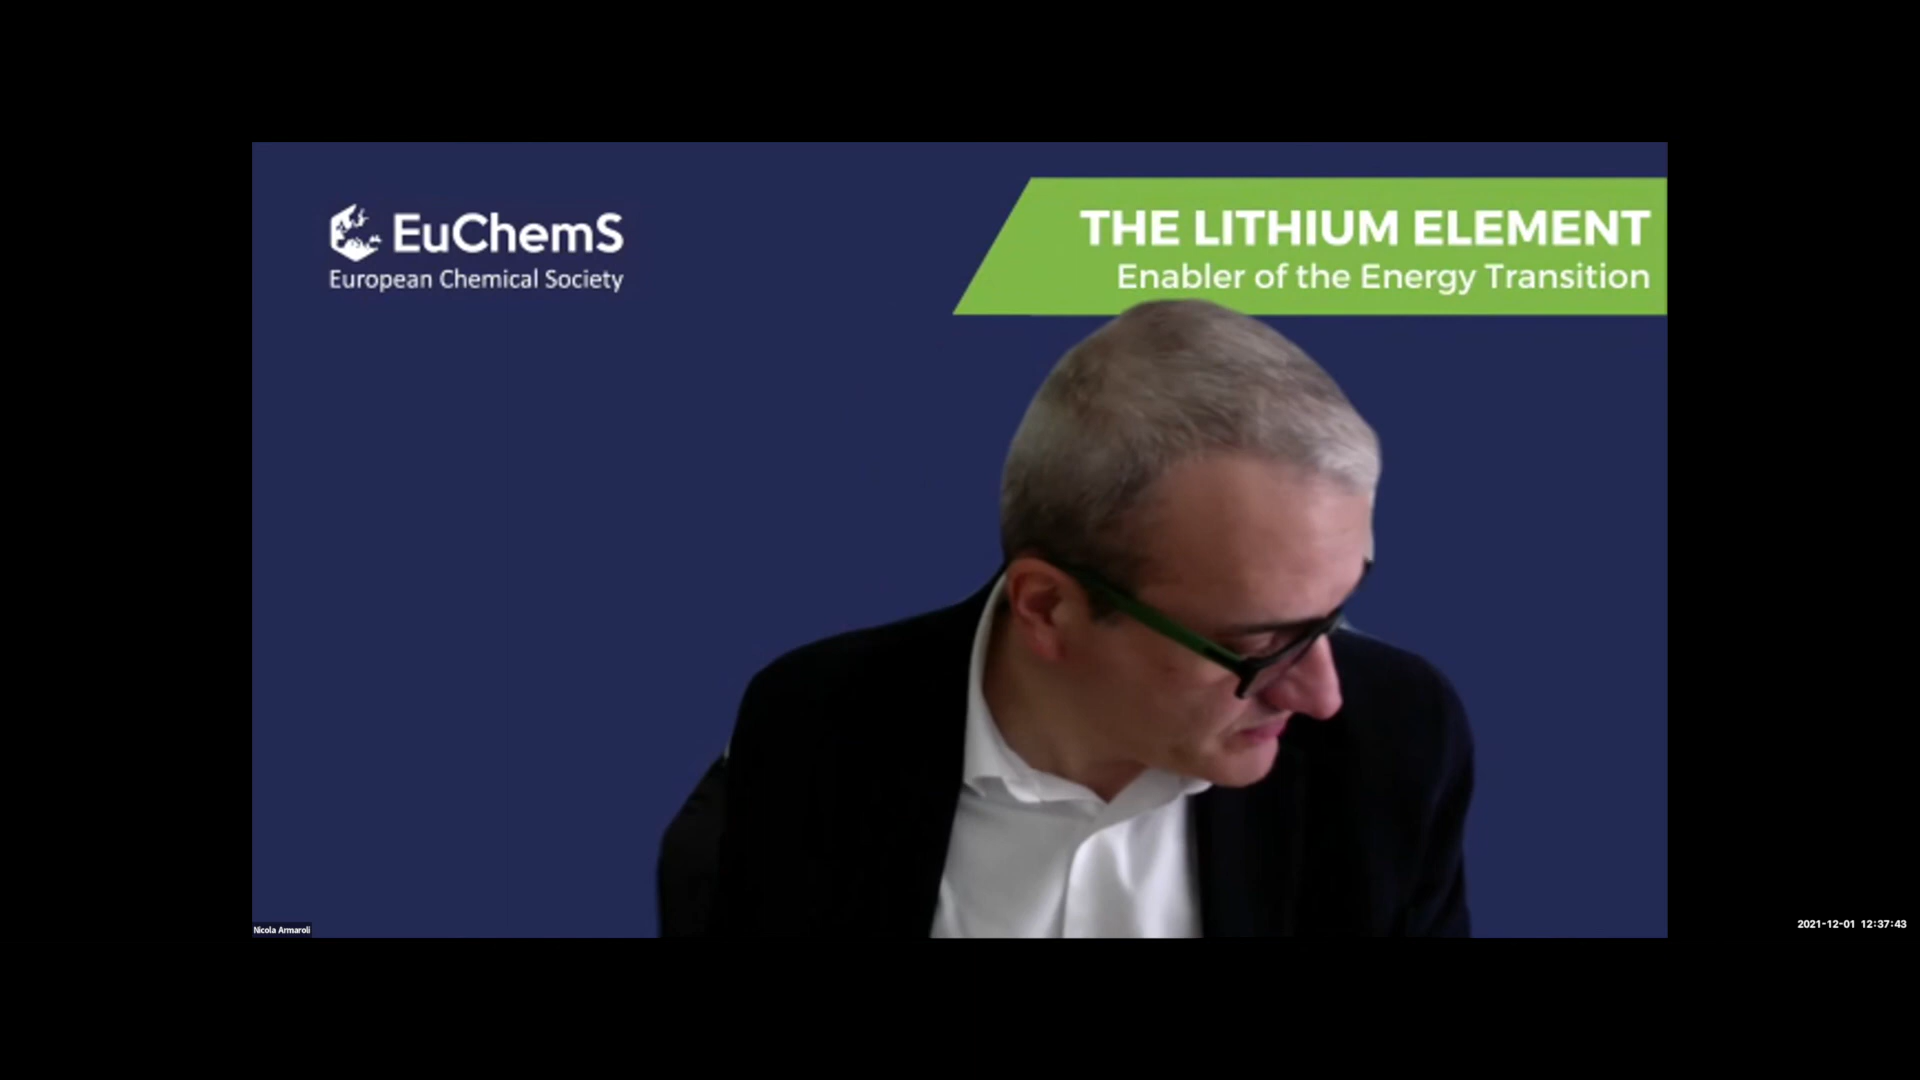 EuChemS
European Chemical Society
THE LITHIUM ELEMENT
Enabler of the Energy Transition
Nicola Armaroli
2021-12-01 12:37:43